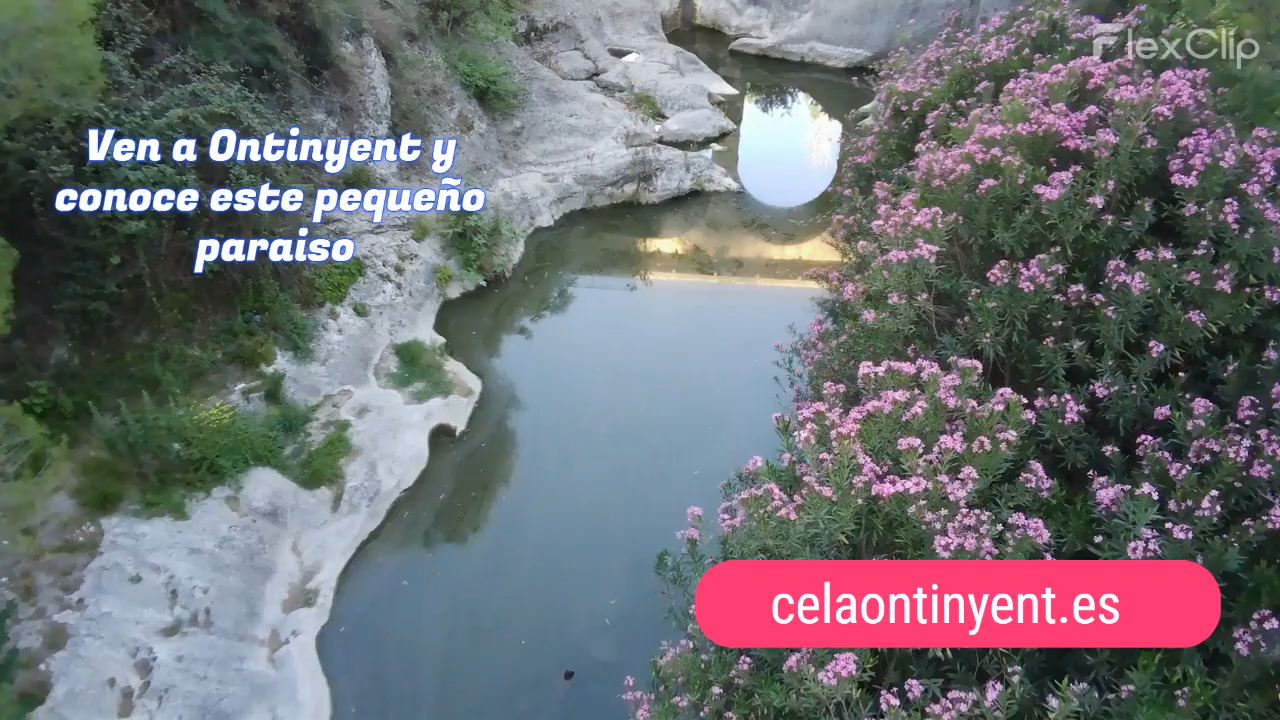 FlexClip
Ven a Ontinyent y
conoce este pequeño
paraiso
celaontinyent.es